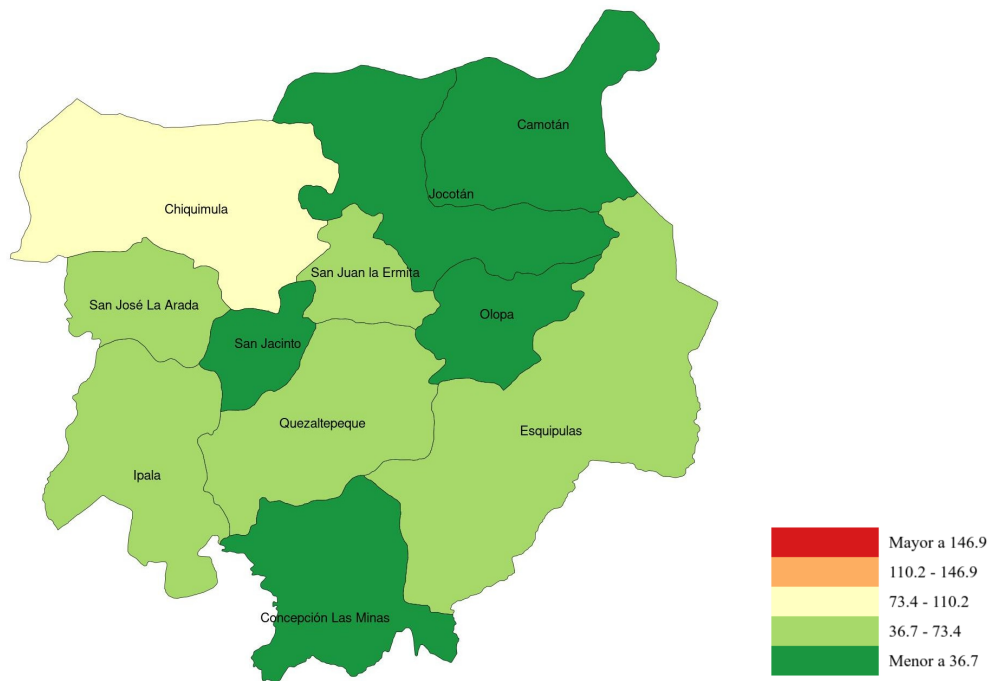 Camotán
Jocotán
Chiquimula
San Juan la Ermita
San José La Arada
Olopa
San Jacinto
Quezaltepeque
Esquipulas
Ipala
Concepción Las Minas
Mayor a 146.9
110.2 - 146.9
73.4 - 110.2
36.7 - 73.4
Menor a 36.7